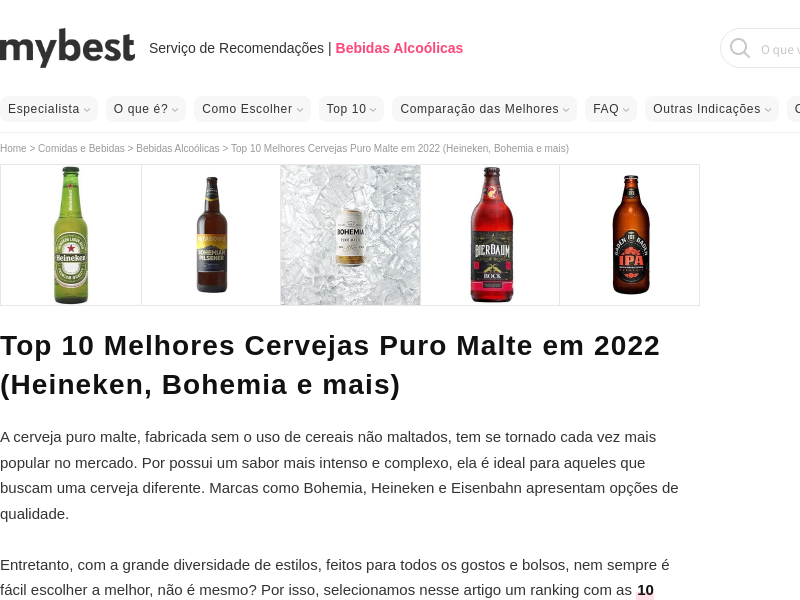 mybest Serviço de Recomendações | Bebidas Alcoólicas
O que v
Especialista O que é? Como Escolher Top 10 Comparação das Melhores FAQ Outras Indicações
Home > Comidas e Bebidas > Bebidas Alcoólicas > Top 10 Melhores Cervejas Puro Malte em 2022 (Heineken, Bohemia e mais)
Heineken
BOHEMIAN
PILSENER
BOHEMIA
PURO MALTE
BIERBAUM
BOCK
BADEN BADEN
IPA
Top 10 Melhores Cervejas Puro Malte em 2022
(Heineken, Bohemia e mais)
A cerveja puro malte, fabricada sem o uso de cereais não maltados, tem se tornado cada vez mais
popular no mercado. Por possui um sabor mais intenso e complexo, ela é ideal para aqueles que
buscam uma cerveja diferente. Marcas como Bohemia, Heineken e Eisenbahn apresentam opções de
qualidade.
Entretanto, com a grande diversidade de estilos, feitos para todos os gostos e bolsos, nem sempre é
fácil escolher a melhor, não é mesmo? Por isso, selecionamos nesse artigo um ranking com as 10